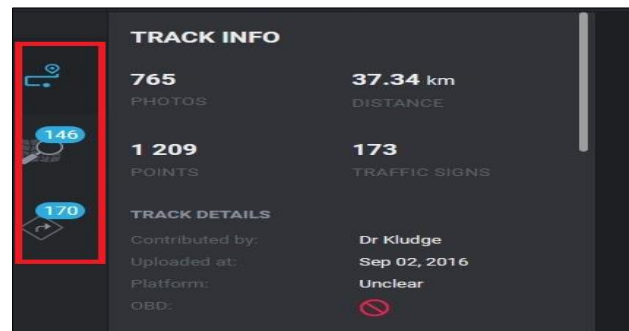 TRACK INFO
765 37.34 km
PHOTOS DISTANCE
146
1 209 173
POINTS TRAFFIC SIGNS
170
TRACK DETAILS
Contributed by: Dr Kludge
Uploaded at: Sep 02, 2016
Platform: Unclear
OBD: